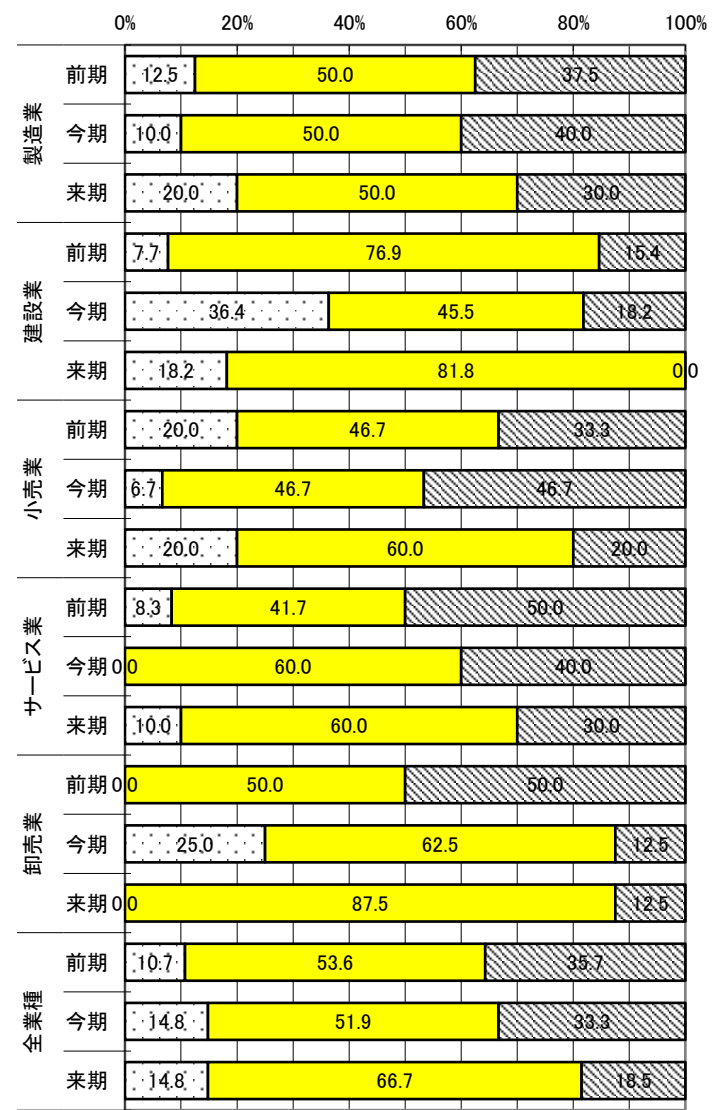 0% 20% 40% 60% 80% 100%
製造業
前期 12.5 50.0 37.5
今期 10.0 50.0 40.0
来期 20.0 50.0 30.0
建設業
前期 7.7 76.9 15.4
今期 36.4 45.5 18.2
来期 18.2 81.8 0.0
小売業
前期 20.0 46.7 33.3
今期 6.7 46.7 46.7
来期 20.0 60.0 20.0
サービス業
前期 8.3 41.7 50.0
今期 0.0 60.0 40.0
来期 10.0 60.0 30.0
卸売業
前期 0.0 50.0 50.0
今期 25.0 62.5 12.5
来期 0.0 87.5 12.5
全業種
前期 10.7 53.6 35.7
今期 14.8 51.9 33.3
来期 14.8 66.7 18.5